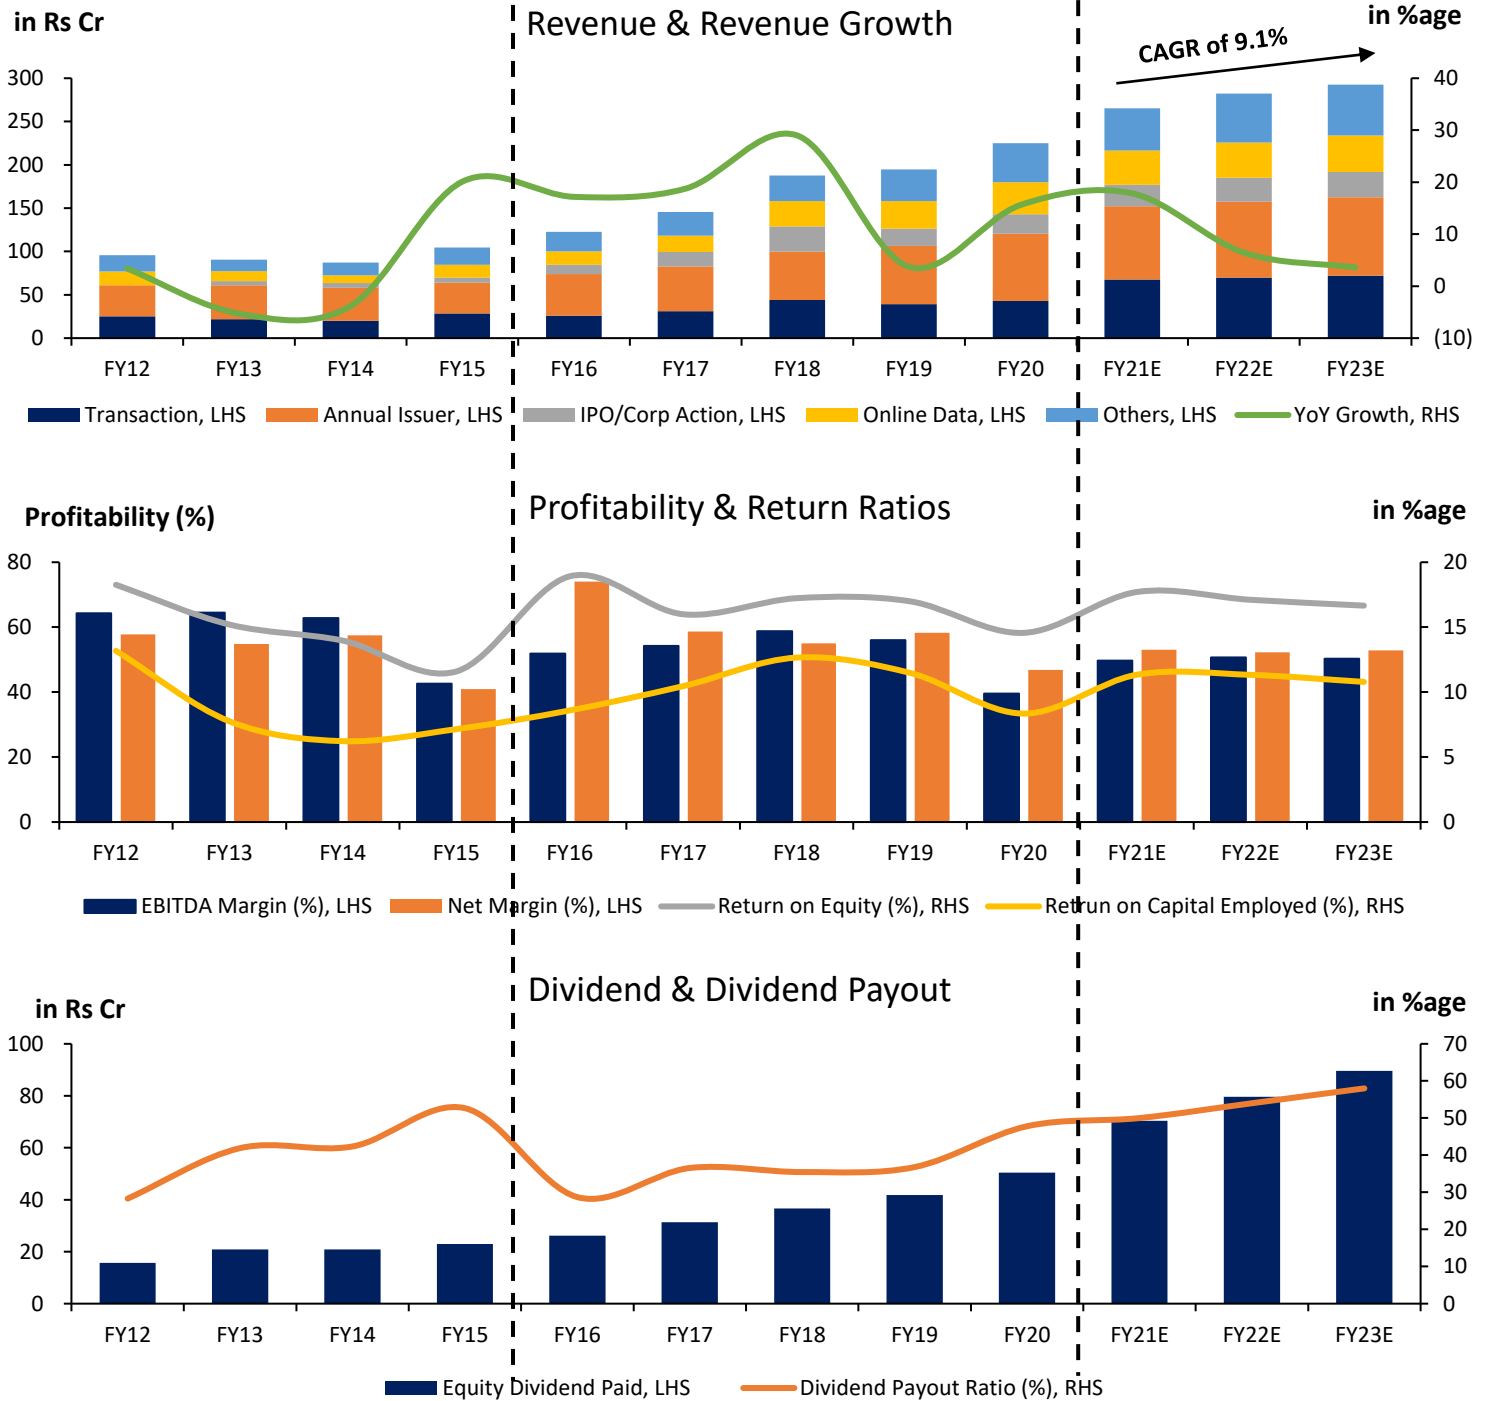 in Rs Cr
Revenue & Revenue Growth
in %age
CAGR of 9.1%
300
250
200
150
100
50
0
40
30
20
10
0
(10)
FY12 FY13 FY14 FY15 FY16 FY17 FY18 FY19 FY20 FY21E FY22E FY23E
Transaction, LHS Annual Issuer, LHS IPO/Corp Action, LHS Online Data, LHS Others, LHS YoY Growth, RHS
Profitability (%)
Profitability & Return Ratios
in %age
80
60
40
20
0
20
15
10
5
0
FY12 FY13 FY14 FY15 FY16 FY17 FY18 FY19 FY20 FY21E FY22E FY23E
EBITDA Margin (%), LHS Net Margin (%), LHS Return on Equity (%), RHS Retrun on Capital Employed (%), RHS
in Rs Cr
Dividend & Dividend Payout
in %age
100
80
60
40
20
0
70
60
50
40
30
20
10
0
FY12 FY13 FY14 FY15 FY16 FY17 FY18 FY19 FY20 FY21E FY22E FY23E
Equity Dividend Paid, LHS Dividend Payout Ratio (%), RHS